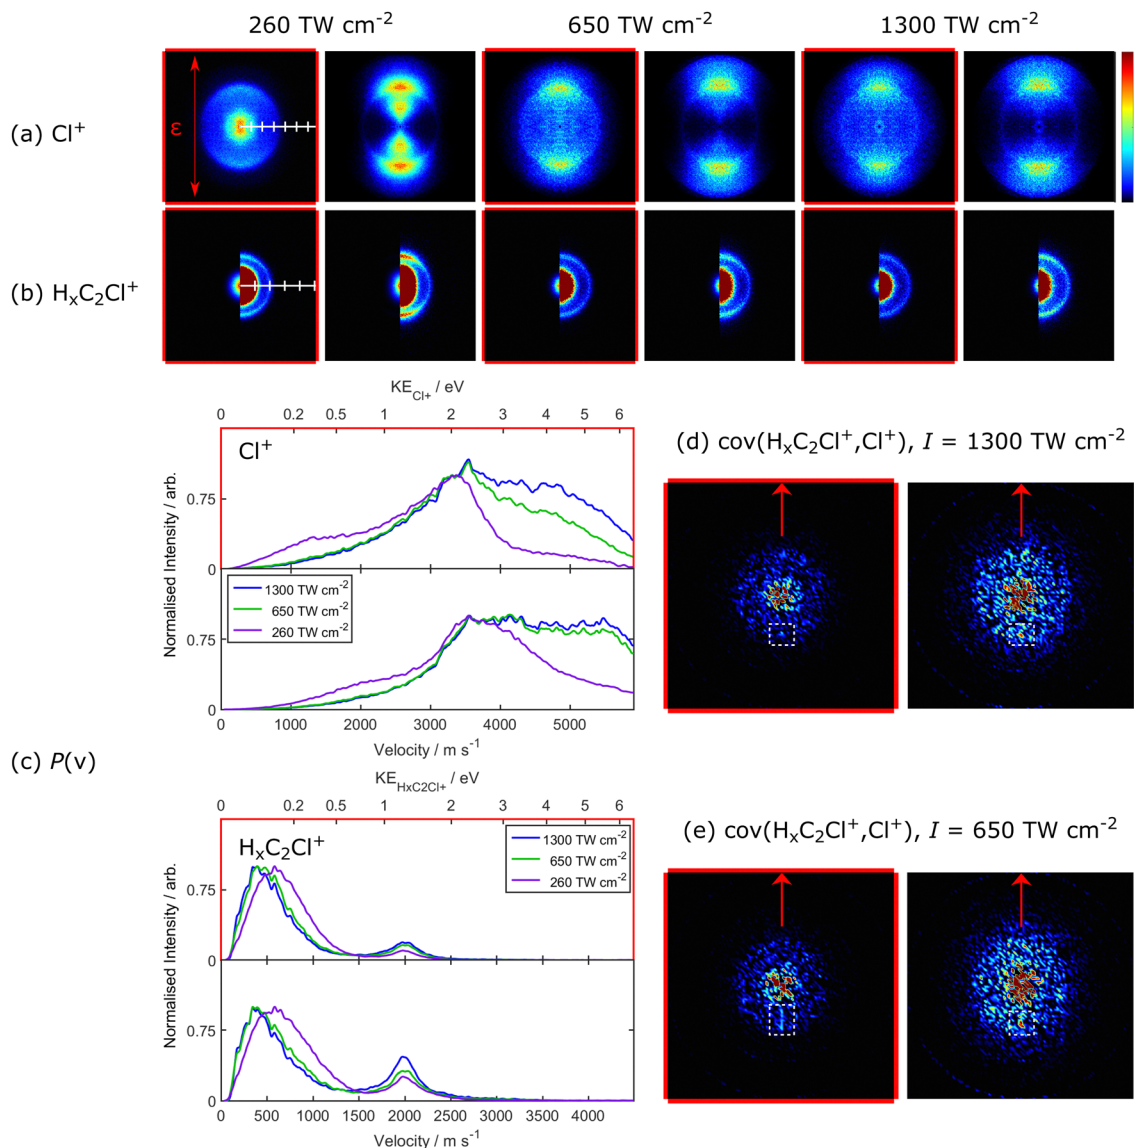 260 TW cm⁻² 650 TW cm⁻² 1300 TW cm⁻²
(a) Cl⁺
ε
(b) HₓC₂Cl⁺
KE_Cl+ / eV
0 0.2 0.5 1 2 3 4 5 6
Cl⁺
0.75
0
1300 TW cm⁻²
650 TW cm⁻²
260 TW cm⁻²
0.75
0
Normalised Intensity / arb.
0 1000 2000 3000 4000 5000
Velocity / m s⁻¹
(c) P(v)
KE_HxC2Cl+ / eV
0 0.2 0.5 1 2 3 4 5 6
HₓC₂Cl⁺
1300 TW cm⁻²
650 TW cm⁻²
260 TW cm⁻²
0.75
0
0.75
0
Normalised Intensity / arb.
0 500 1000 1500 2000 2500 3000 3500 4000
Velocity / m s⁻¹
(d) cov(HₓC₂Cl⁺,Cl⁺), I = 1300 TW cm⁻²
(e) cov(HₓC₂Cl⁺,Cl⁺), I = 650 TW cm⁻²